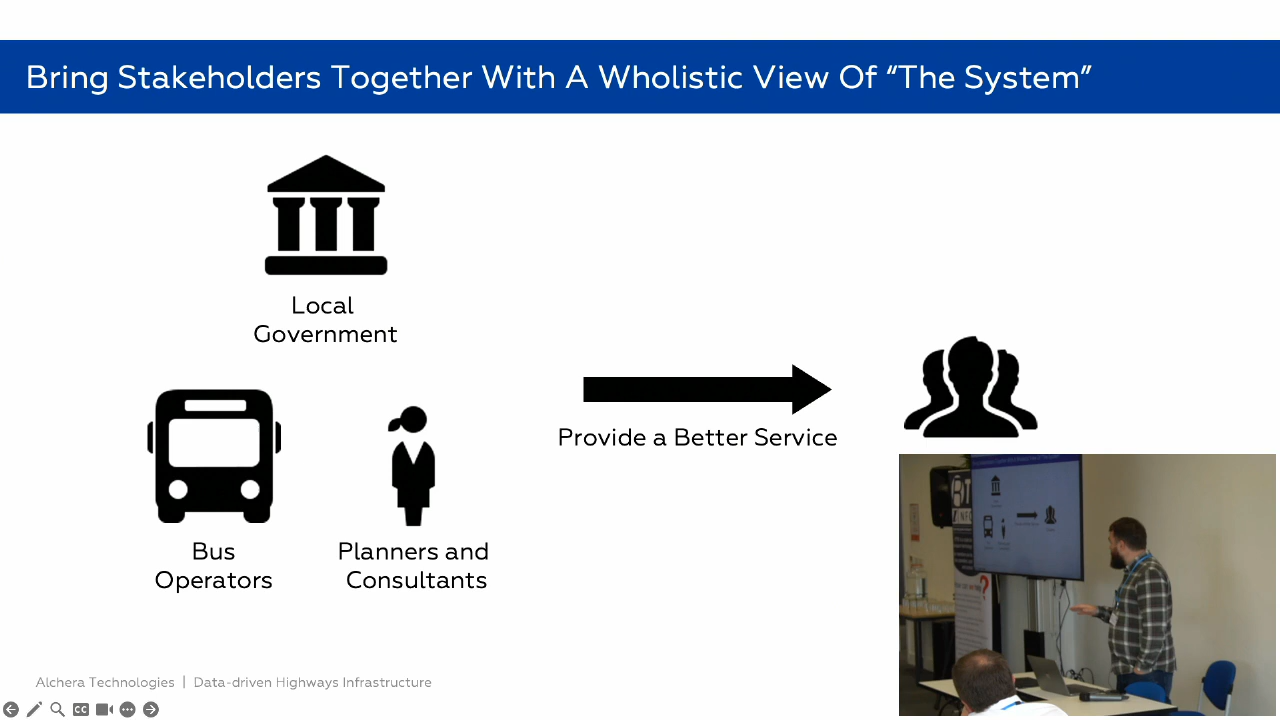 Bring Stakeholders Together With A Wholistic View Of “The System”
Local
Government
Provide a Better Service
Bus
Operators
Planners and
Consultants
Alchera Technologies | Data-driven Highways Infrastructure
CC